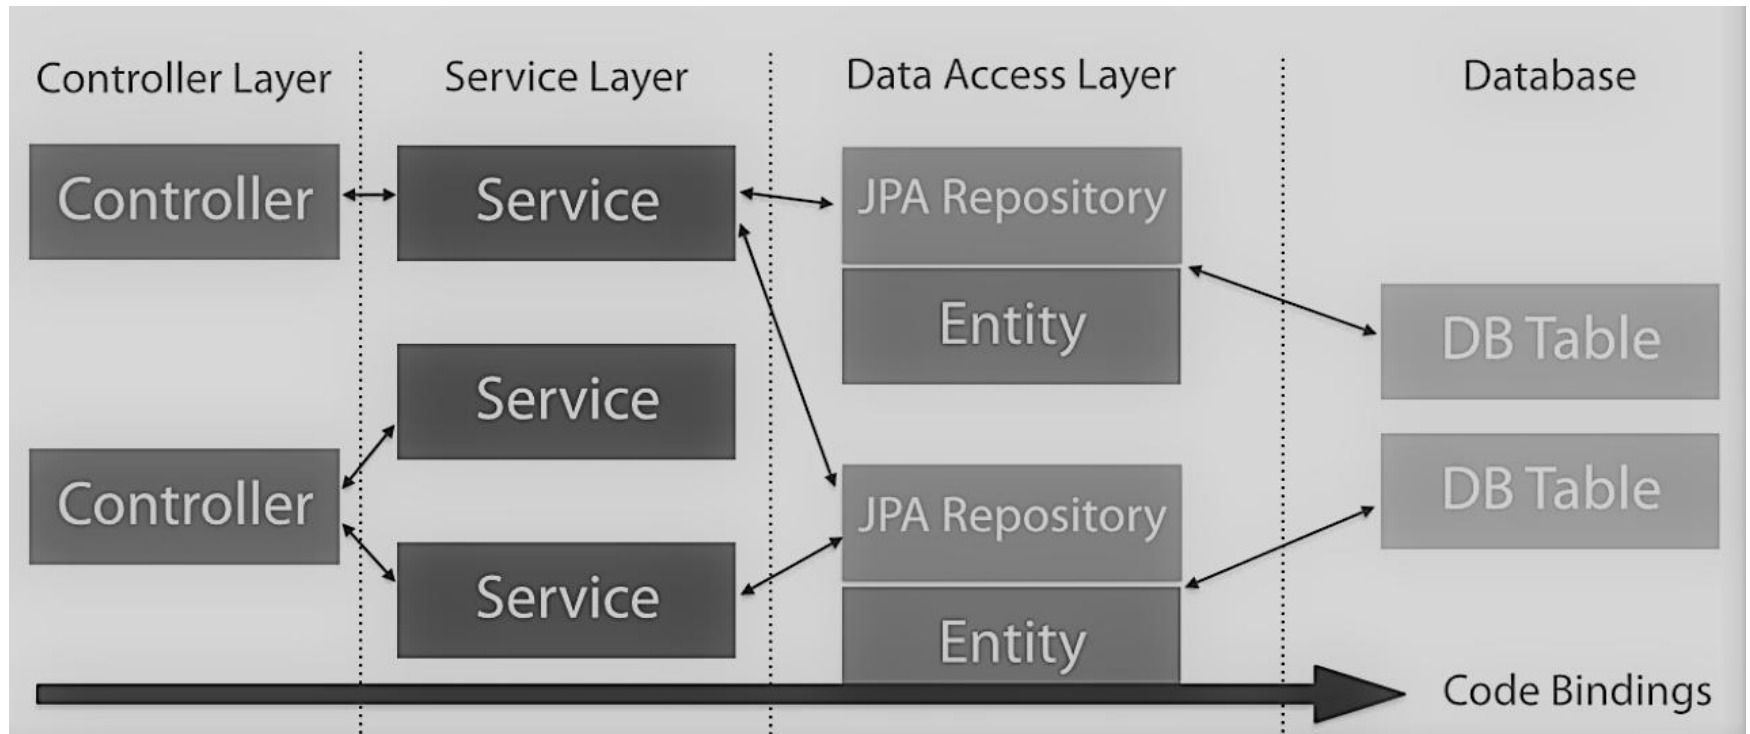 Controller Layer
Service Layer
Data Access Layer
Database
Controller
Service
JPA Repository
Entity
DB Table
Service
Controller
JPA Repository
DB Table
Service
Entity
Code Bindings